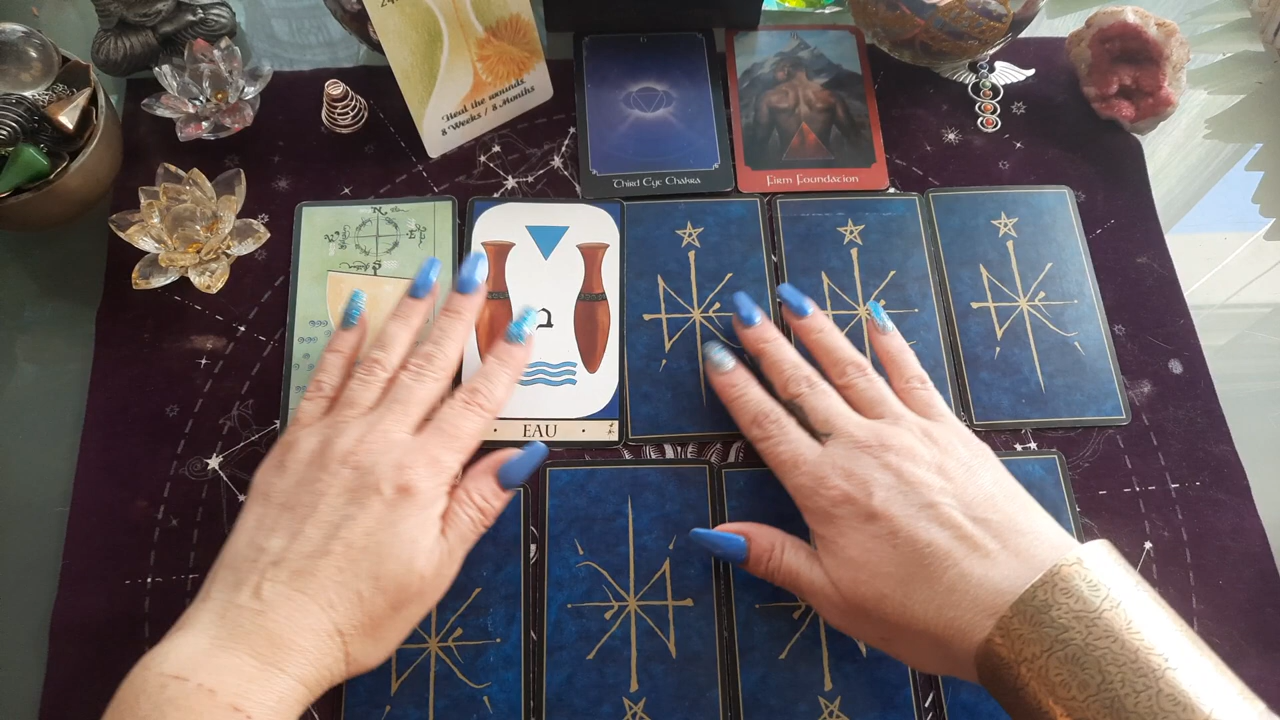 Heal the wounds
8 Weeks / 8 Months
Third Eye Chakra
Firm Foundation
N
EAU